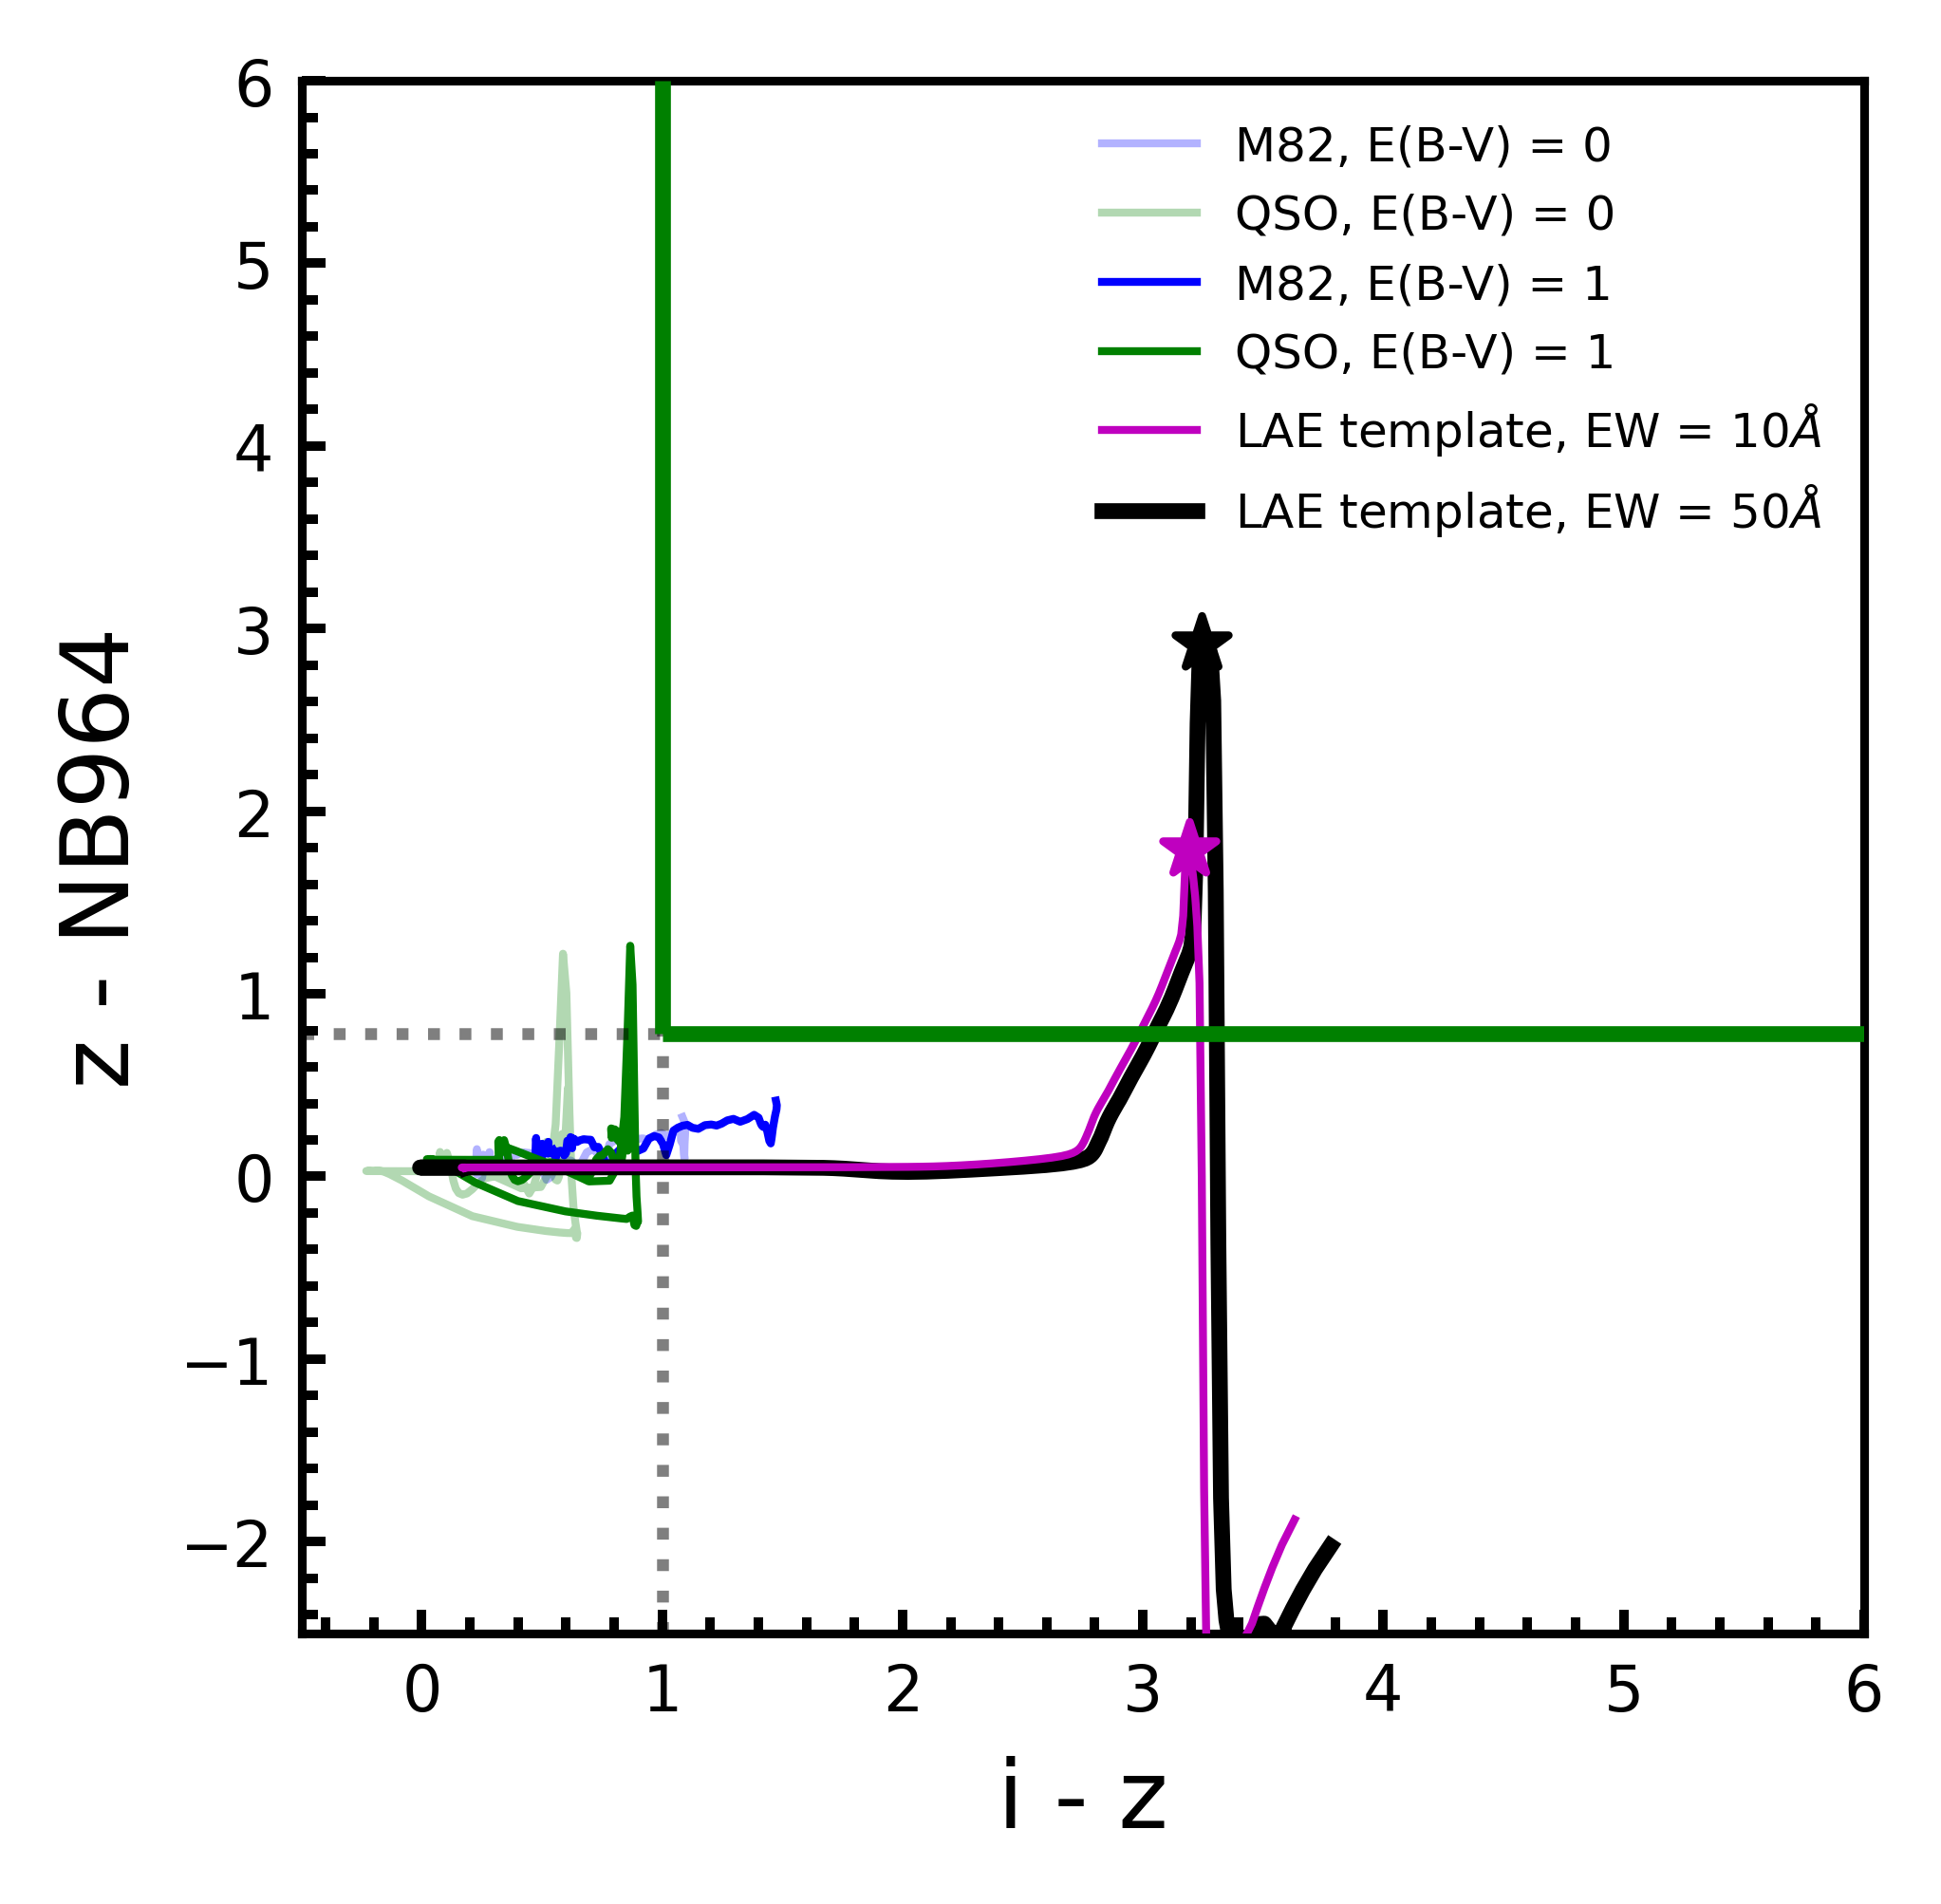 6
5
4
3
2
1
0
−1
−2
z - NB964
M82, E(B-V) = 0
QSO, E(B-V) = 0
M82, E(B-V) = 1
QSO, E(B-V) = 1
LAE template, EW = 10Å
LAE template, EW = 50Å
0 1 2 3 4 5 6
i - z